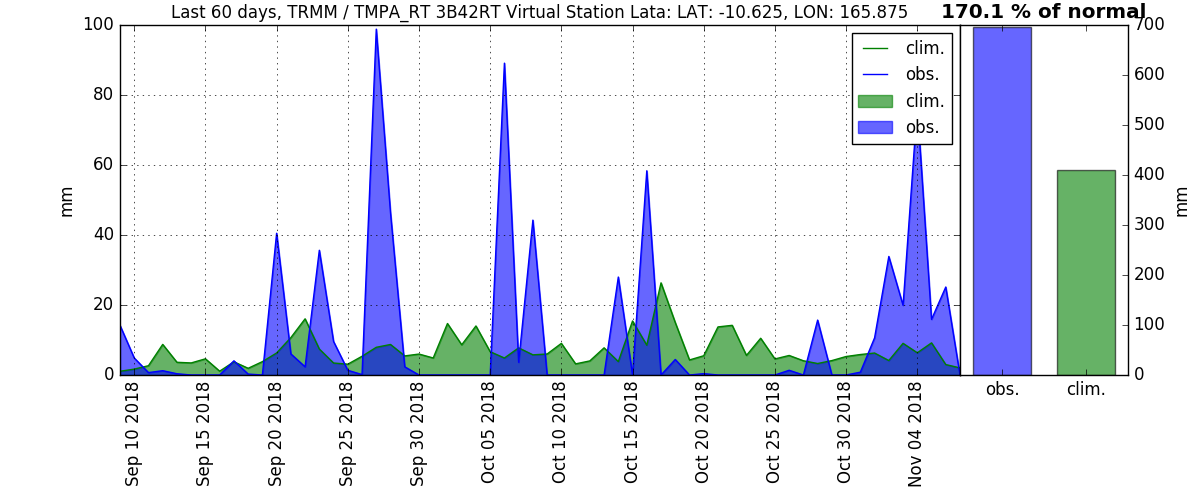 Last 60 days, TRMM / TMPA_RT 3B42RT Virtual Station Lata: LAT: -10.625, LON: 165.875
170.1 % of normal
100
80
60
40
20
0
mm
clim.
obs.
clim.
obs.
700
600
500
400
300
200
100
0
mm
Sep 10 2018
Sep 15 2018
Sep 20 2018
Sep 25 2018
Sep 30 2018
Oct 05 2018
Oct 10 2018
Oct 15 2018
Oct 20 2018
Oct 25 2018
Oct 30 2018
Nov 04 2018
obs.
clim.